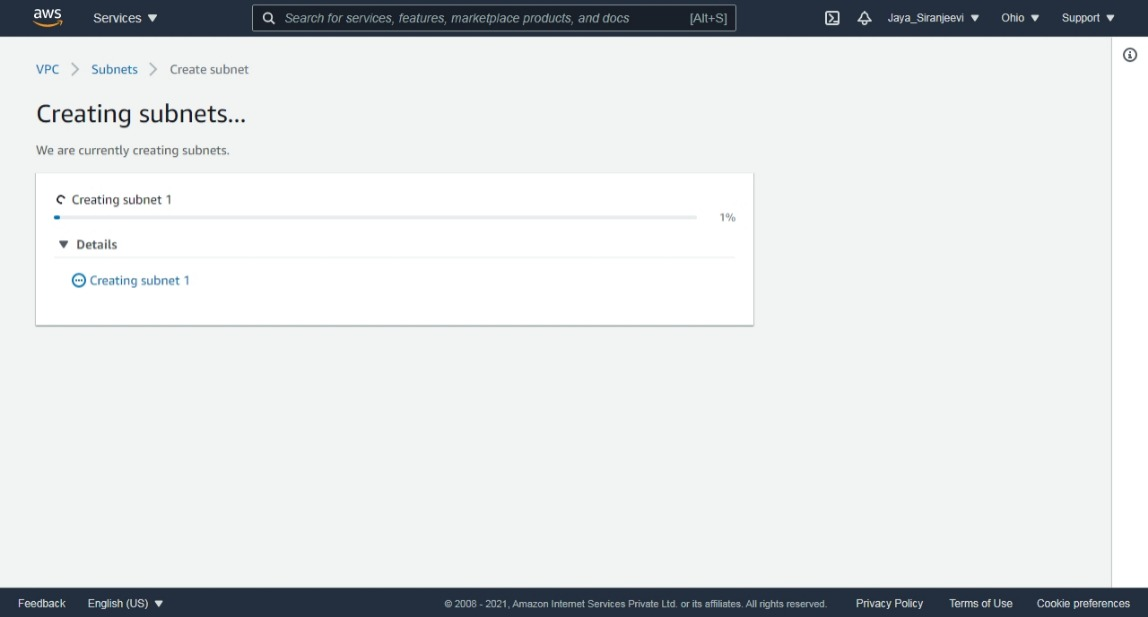 aws Services Search for services, features, marketplace products, and docs [Alt+S] Jaya_Siranjeevi Ohio Support
VPC Subnets Create subnet
Creating subnets...
We are currently creating subnets.
Creating subnet 1
1%
Details
Creating subnet 1
Feedback English (US) © 2008 - 2021, Amazon Internet Services Private Ltd. or its affiliates. All rights reserved. Privacy Policy Terms of Use Cookie preferences